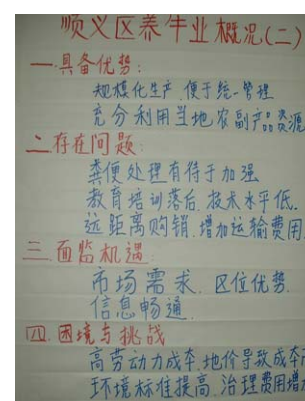 顺义区养牛业概况(二)
一.具备优势:
规模化生产.便于统一管理
充分利用当地农副产品资源
二.存在问题:
粪便处理有待于加强
教育培训落后.技术水平低.
远距离购销.增加运输费用
三.面临机遇
市场需求.区位优势.
信息畅通.
四.困境与挑战
高劳动力成本.地价导致成本
环境标准提高.治理费用增